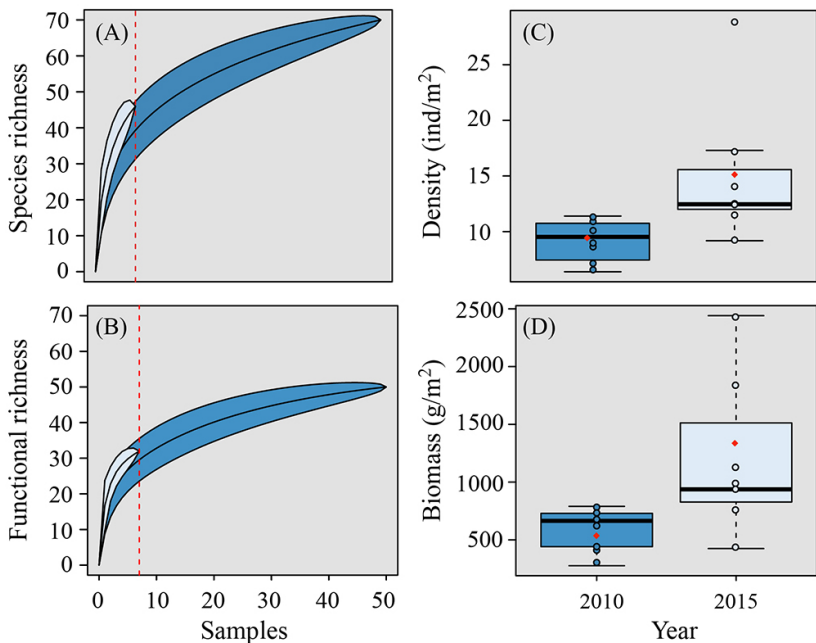 (A)
Species richness
70
60
50
40
30
20
10
0
(B)
Functional richness
70
60
50
40
30
20
10
0
0 10 20 30 40 50
Samples
(C)
Density (ind/m²)
25
20
15
10
(D)
Biomass (g/m²)
2500
1500
1000
500
2010 2015
Year